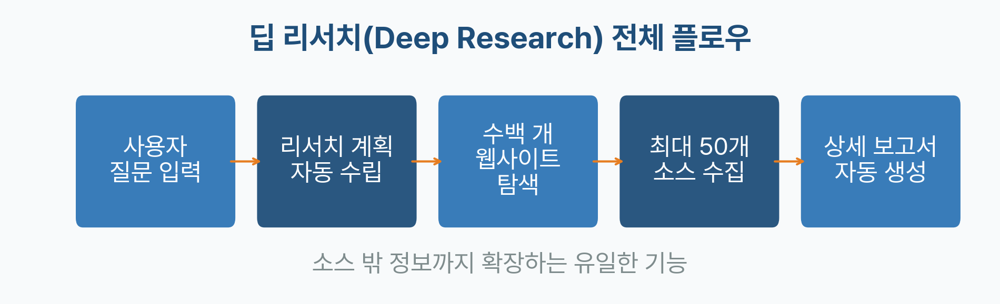 딥 리서치(Deep Research) 전체 플로우
사용자
질문 입력
리서치 계획
자동 수립
수백 개
웹사이트
탐색
최대 50개
소스 수집
상세 보고서
자동 생성
소스 밖 정보까지 확장하는 유일한 기능